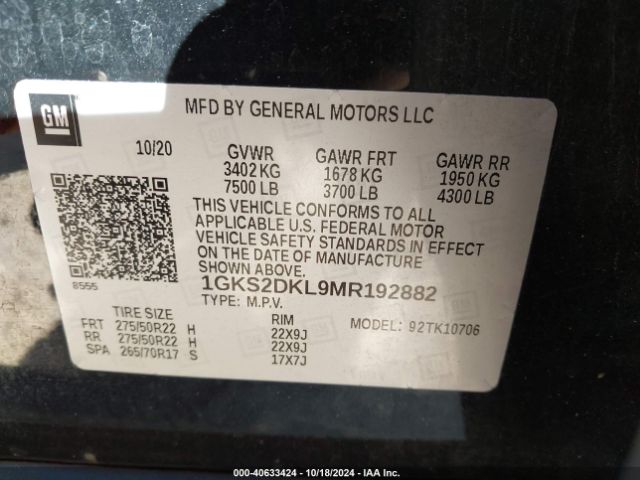 GM
MFD BY GENERAL MOTORS LLC
10/20 GVWR GAWR FRT GAWR RR
3402 KG 1678 KG 1950 KG
7500 LB 3700 LB 4300 LB
THIS VEHICLE CONFORMS TO ALL
APPLICABLE U.S. FEDERAL MOTOR
VEHICLE SAFETY STANDARDS IN EFFECT
ON THE DATE OF MANUFACTURE
SHOWN ABOVE.
8555
1GKS2DKL9MR192882
TYPE: M.P.V.
TIRE SIZE RIM MODEL: 92TK10706
FRT 275/50R22 H 22X9J
RR 275/50R22 H 22X9J
SPA 265/70R17 S 17X7J
000-40633424 - 10/18/2024 - IAA Inc.